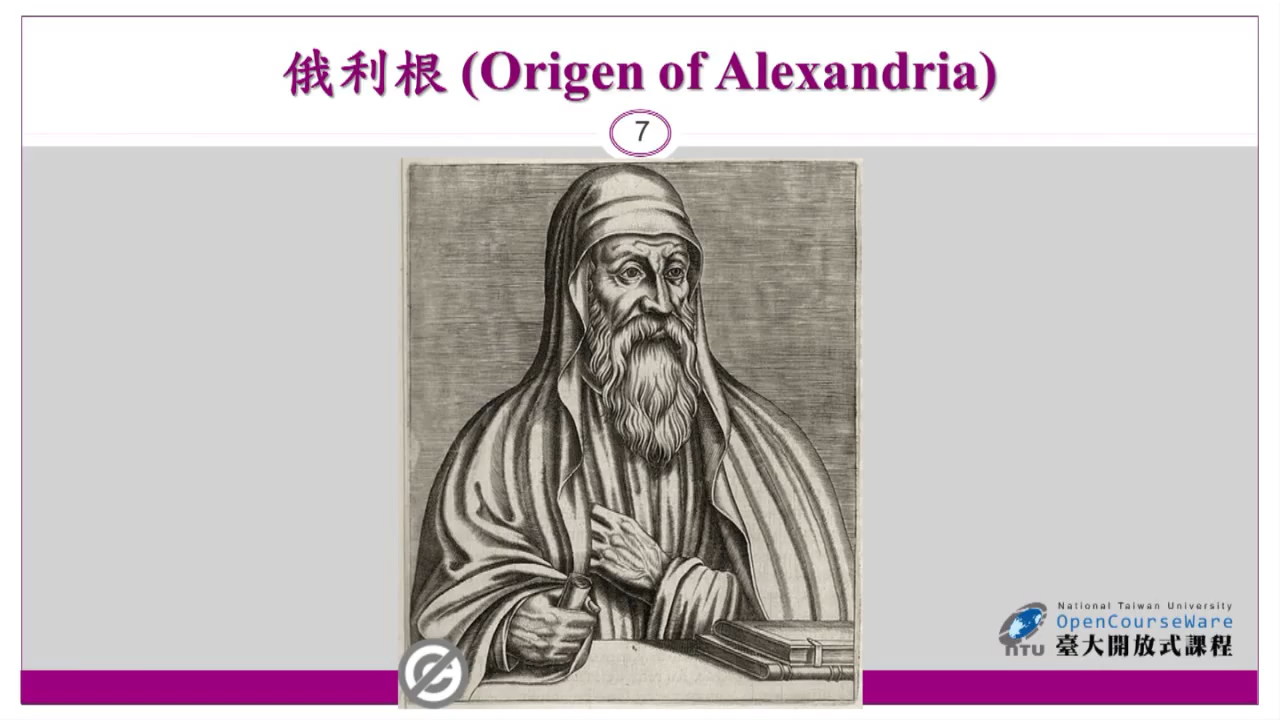 俄利根 (Origen of Alexandria)
7
National Taiwan University
OpenCourseWare
NTU 臺大開放式課程